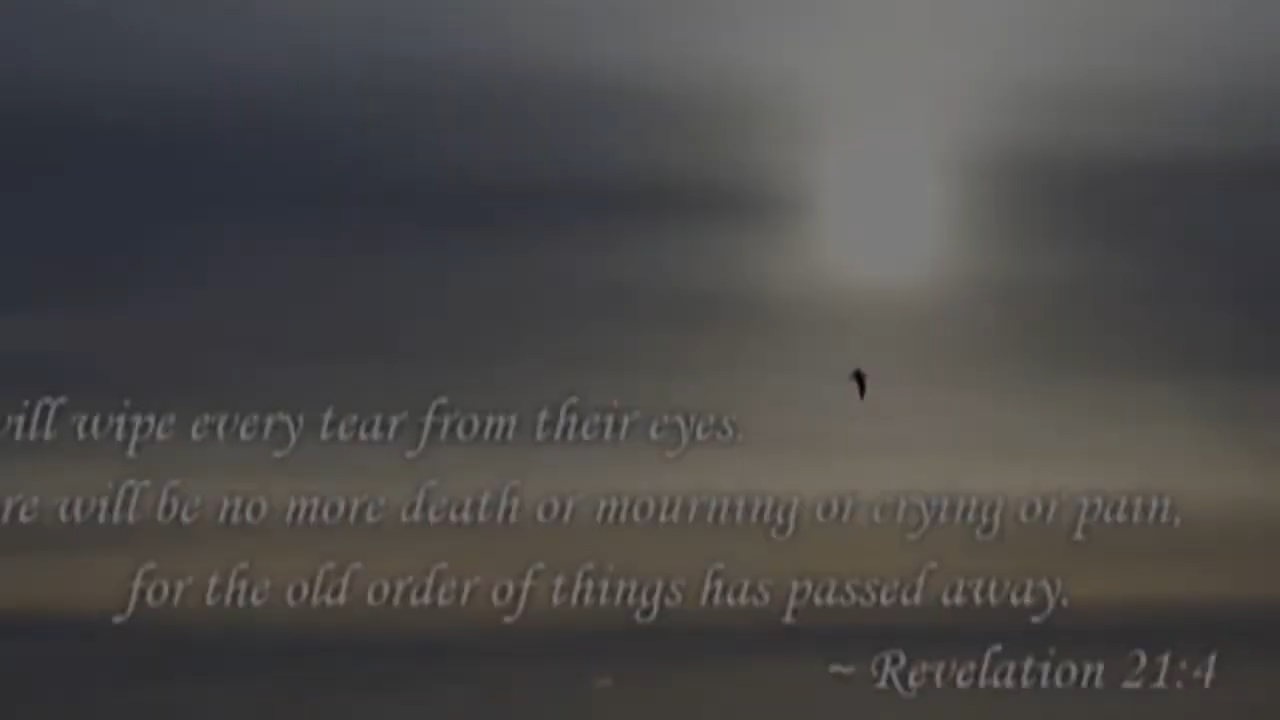 will wipe every tear from their eyes.
re will be no more death or mourning or crying or pain,
for the old order of things has passed away.
~ Revelation 21:4